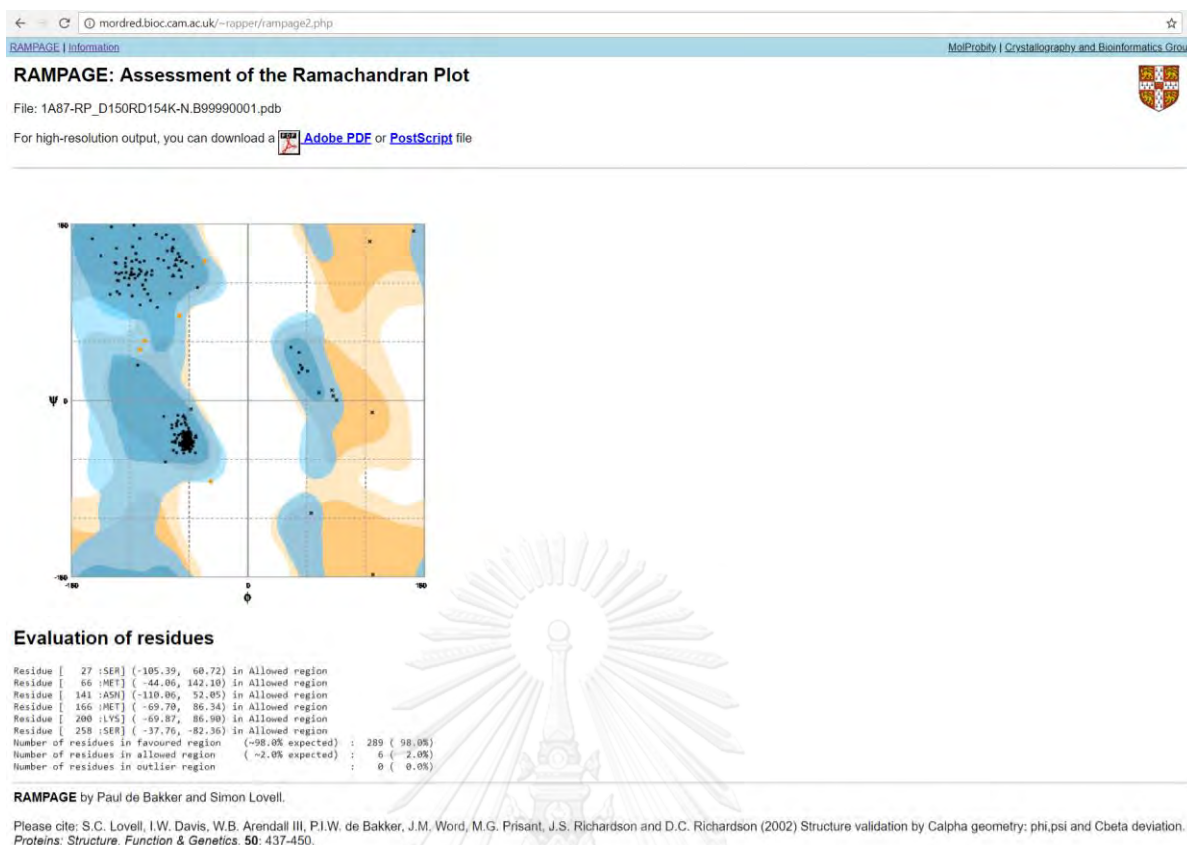 mordred.bioc.cam.ac.uk/~rapper/rampage2.php
RAMPAGE | Information
MolProbity | Crystallography and Bioinformatics Grou
RAMPAGE: Assessment of the Ramachandran Plot
File: 1A87-RP_D150RD154K-N.B99990001.pdb
For high-resolution output, you can download a Adobe PDF or PostScript file
180
Ψ 0
-180
-180 0 180
ϕ
Evaluation of residues
Residue [ 27 :SER] (-105.39, 60.72) in Allowed region
Residue [ 66 :MET] ( -44.06, 142.10) in Allowed region
Residue [ 141 :ASN] (-110.06, 52.05) in Allowed region
Residue [ 166 :MET] ( -69.70, 86.34) in Allowed region
Residue [ 200 :LYS] ( -69.87, 86.90) in Allowed region
Residue [ 258 :SER] ( -37.76, -82.36) in Allowed region
Number of residues in favoured region (~98.0% expected) : 289 ( 98.0%)
Number of residues in allowed region ( ~2.0% expected) : 6 ( 2.0%)
Number of residues in outlier region : 0 ( 0.0%)
RAMPAGE by Paul de Bakker and Simon Lovell.
Please cite: S.C. Lovell, I.W. Davis, W.B. Arendall III, P.I.W. de Bakker, J.M. Word, M.G. Prisant, J.S. Richardson and D.C. Richardson (2002) Structure validation by Calpha geometry: phi,psi and Cbeta deviation.
Proteins: Structure, Function & Genetics. 50: 437-450.